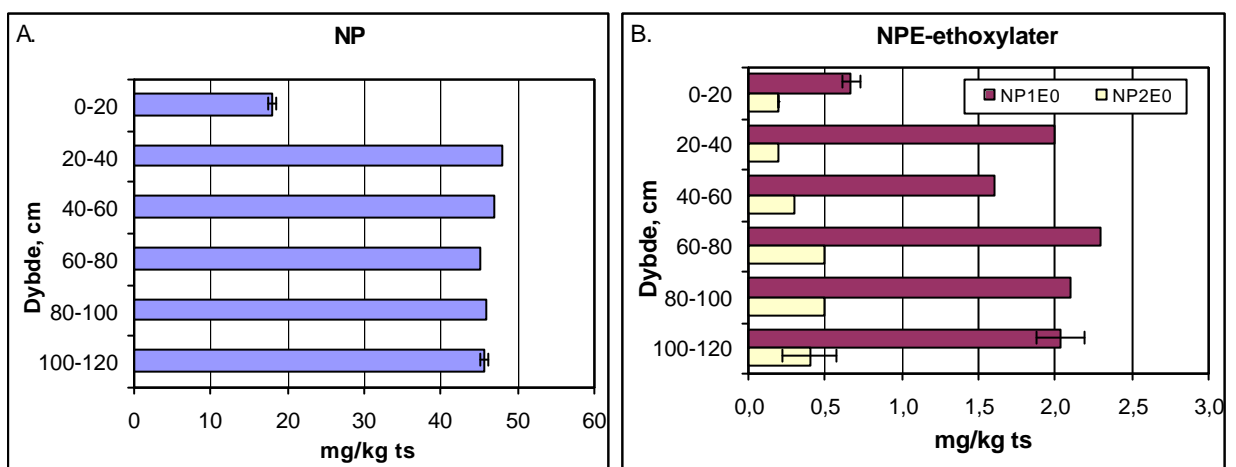 A.
NP
Dybde, cm
0-20
20-40
40-60
60-80
80-100
100-120
0 10 20 30 40 50 60
mg/kg ts
B.
NPE-ethoxylater
NP1E0 NP2E0
Dybde, cm
0-20
20-40
40-60
60-80
80-100
100-120
0,0 0,5 1,0 1,5 2,0 2,5 3,0
mg/kg ts